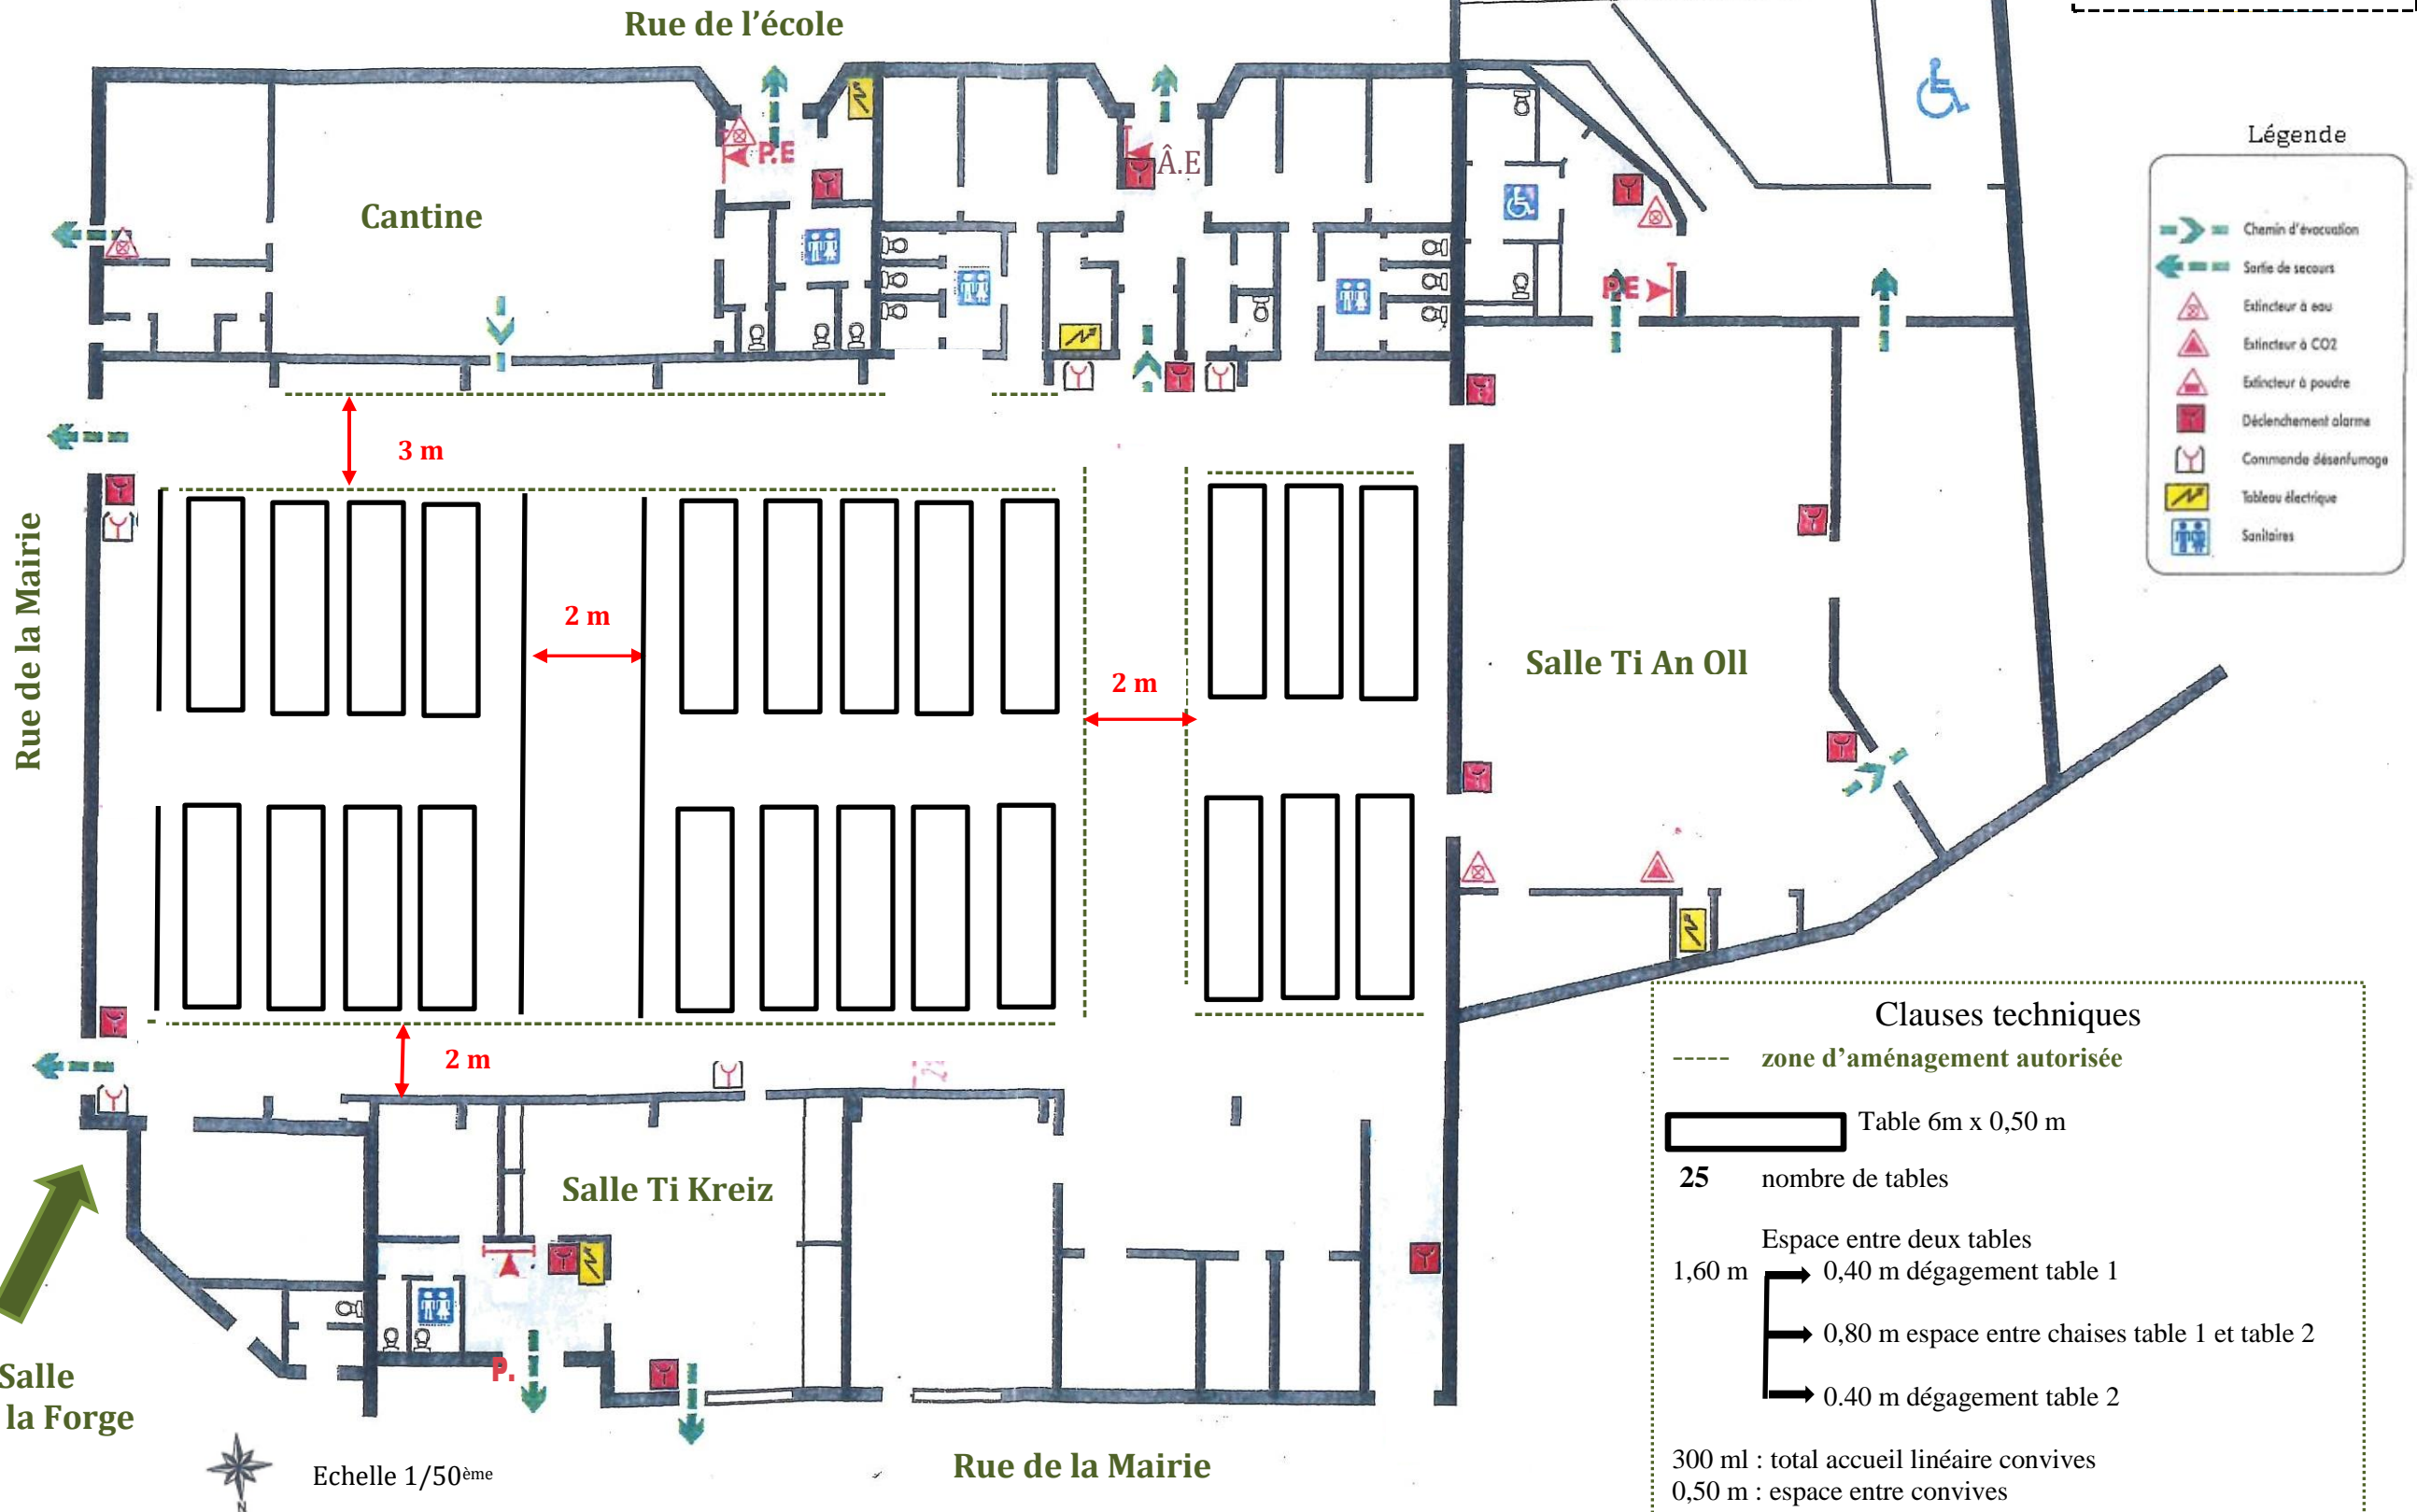 Rue de l'école
P.E
Â.E
Cantine
Légende
Chemin d'évacuation
Sortie de secours
Extincteur à eau
Extincteur à CO2
Extincteur à poudre
Déclenchement alarme
Commande désenfumage
Tableau électrique
Sanitaires
P.E
3 m
Rue de la Mairie
2 m
2 m
Salle Ti An Oll
2 m
Salle Ti Kreiz
P.
Salle
la Forge
N
Echelle 1/50ème
Rue de la Mairie
Clauses techniques
----- zone d'aménagement autorisée
Table 6m x 0,50 m
25 nombre de tables
Espace entre deux tables
1,60 m 0,40 m dégagement table 1
0,80 m espace entre chaises table 1 et table 2
0.40 m dégagement table 2
300 ml : total accueil linéaire convives
0,50 m : espace entre convives